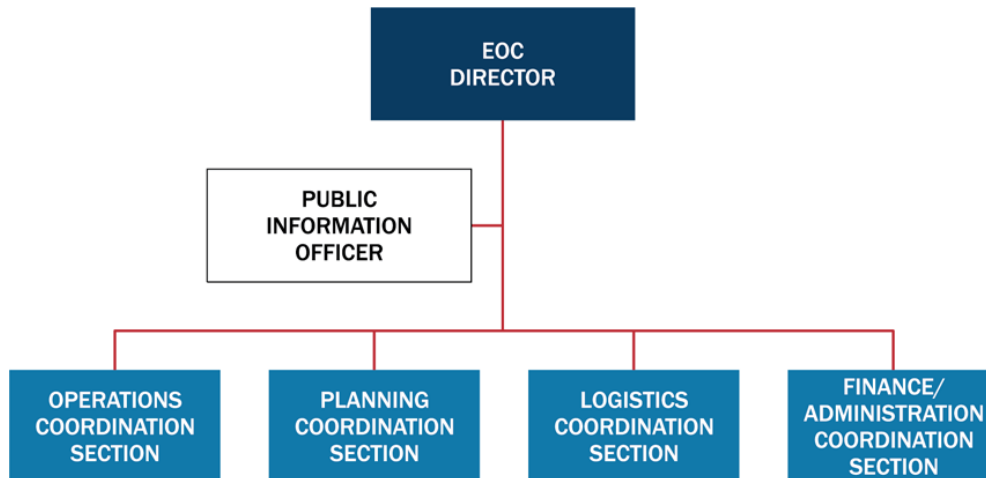 EOC
DIRECTOR
PUBLIC
INFORMATION
OFFICER
OPERATIONS
COORDINATION
SECTION
PLANNING
COORDINATION
SECTION
LOGISTICS
COORDINATION
SECTION
FINANCE/
ADMINISTRATION
COORDINATION
SECTION